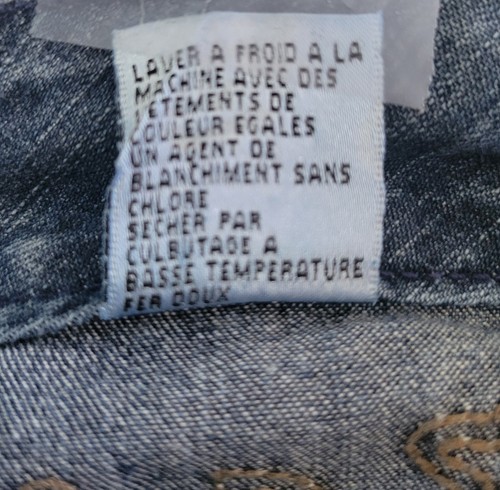 LAVER A FROID A LA
MACHINE AVEC DES
VETEMENTS DE
COULEUR EGALES
UN AGENT DE
BLANCHIMENT SANS
CHLORE
SECHER PAR
CULBUTAGE A
BASSE TEMPERATURE
FER DOUX